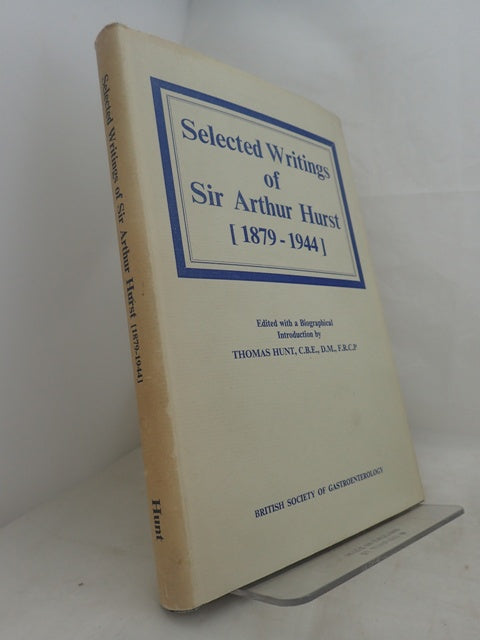 Selected Writings of Sir Arthur Hurst [1879-1944]
Hunt
Selected Writings
of
Sir Arthur Hurst
[ 1879 - 1944 ]
Edited with a Biographical
Introduction by
THOMAS HUNT, C.B.E., D.M., F.R.C.P
BRITISH SOCIETY OF GASTROENTEROLOGY